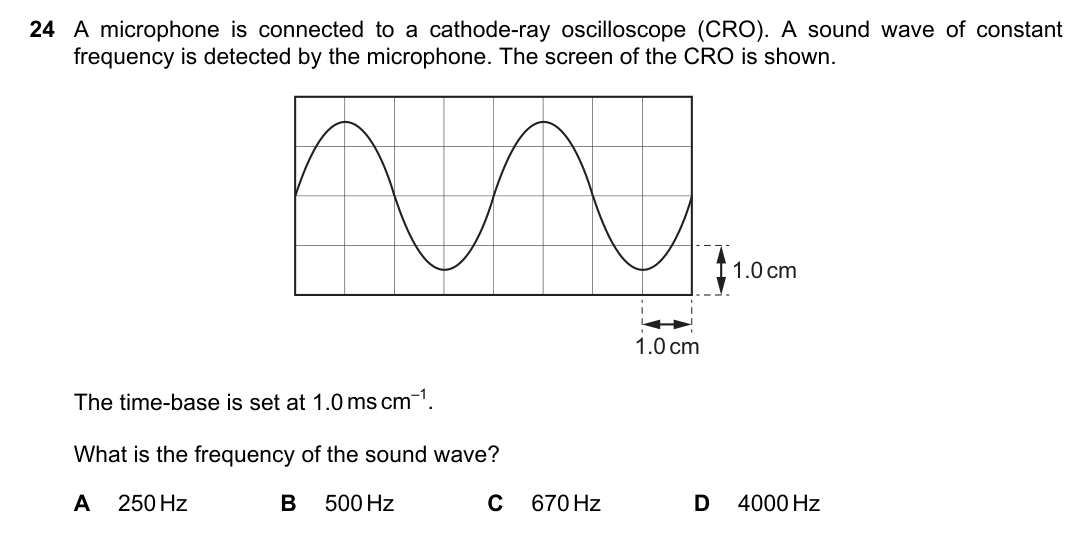 24 A microphone is connected to a cathode-ray oscilloscope (CRO). A sound wave of constant
frequency is detected by the microphone. The screen of the CRO is shown.
1.0 cm
1.0 cm
The time-base is set at 1.0 ms cm⁻¹.
What is the frequency of the sound wave?
A 250 Hz B 500 Hz C 670 Hz D 4000 Hz